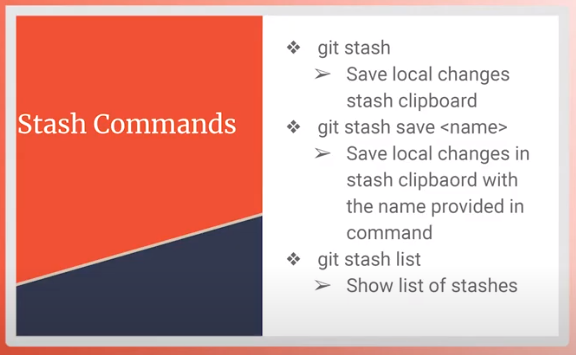 Stash Commands
❖ git stash
➢ Save local changes
stash clipboard
❖ git stash save <name>
➢ Save local changes in
stash clipbaord with
the name provided in
command
❖ git stash list
➢ Show list of stashes